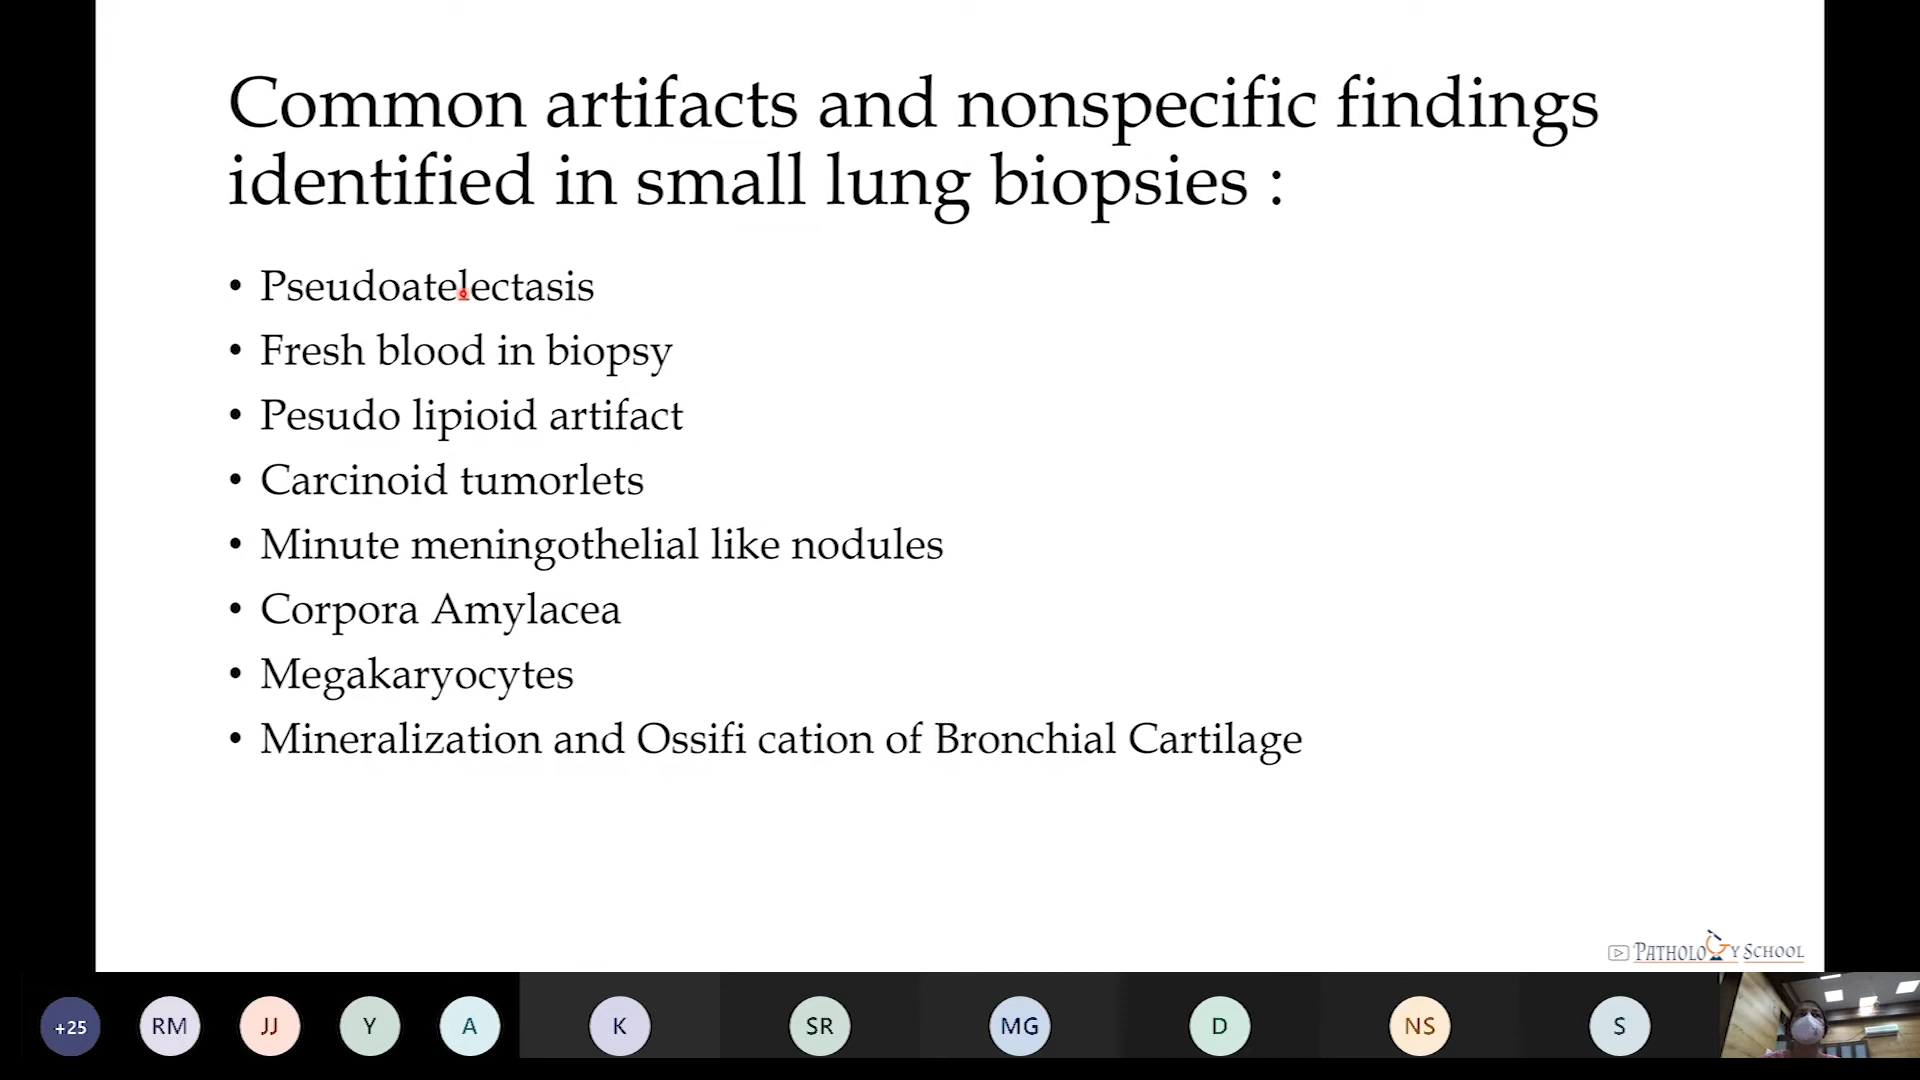 Common artifacts and nonspecific findings
identified in small lung biopsies :
• Pseudoatelectasis
• Fresh blood in biopsy
• Pesudo lipioid artifact
• Carcinoid tumorlets
• Minute meningothelial like nodules
• Corpora Amylacea
• Megakaryocytes
• Mineralization and Ossifi cation of Bronchial Cartilage
PATHOLOGY SCHOOL
+25 RM JJ Y A K SR MG D NS S